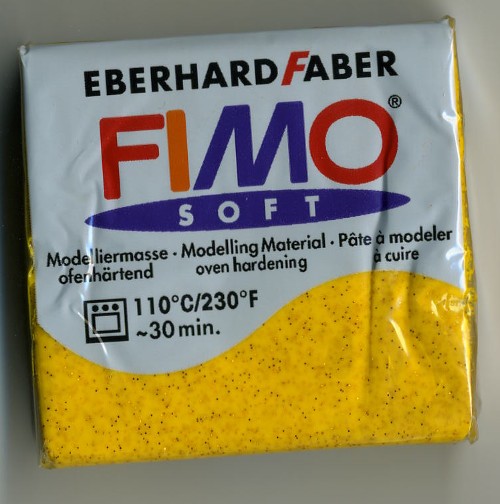 EBERHARD FABER
FIMO®
SOFT
Modelliermasse · Modelling Material · Pâte à modeler
ofenhärtend oven hardening à cuire
110°C/230°F
~30 min.